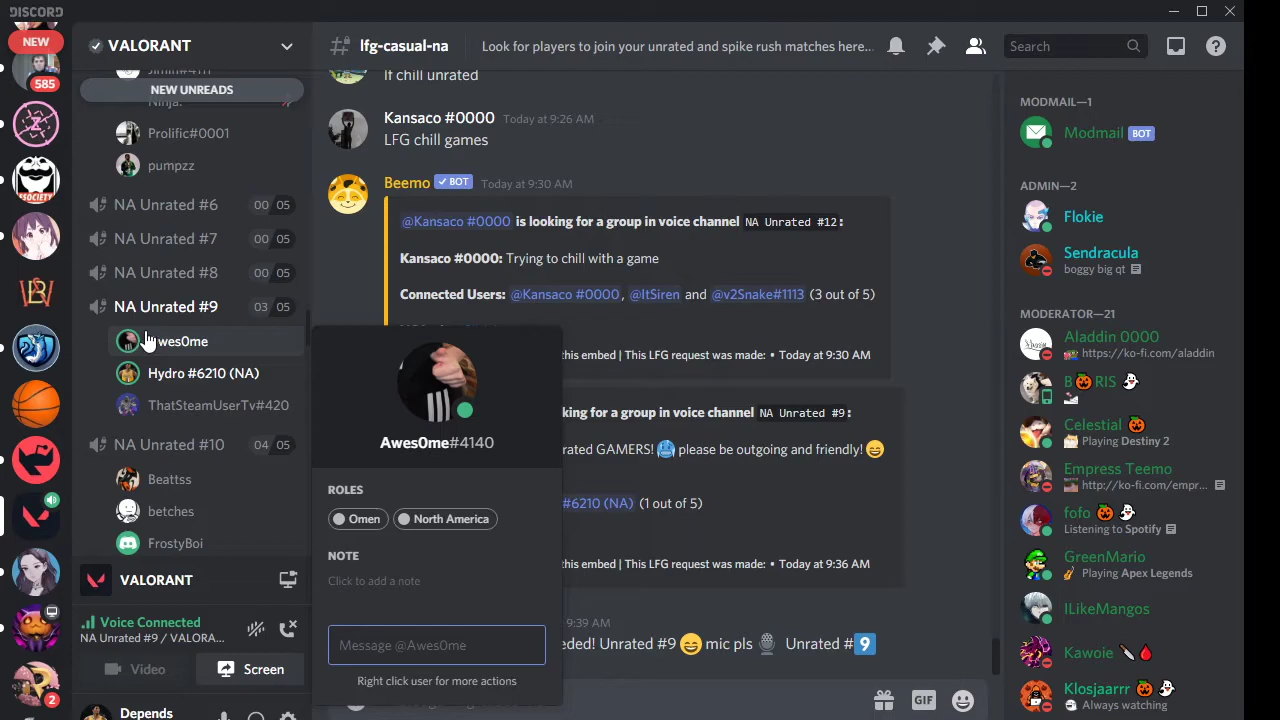 DISCORD
NEW
585
#SOCIETY
2
VALORANT
NEW UNREADS
Ninja.
Prolific#0001
pumpzz
NA Unrated #6 00 05
NA Unrated #7 00 05
NA Unrated #8 00 05
NA Unrated #9 03 05
wes0me
Hydro #6210 (NA)
ThatSteamUserTv#420
NA Unrated #10 04 05
Beattss
betches
FrostyBoi
VALORANT
Voice Connected
NA Unrated #9 / VALORA...
Video
Screen
Depends
lfg-casual-na
Look for players to join your unrated and spike rush matches here...
Search
lf chill unrated
Kansaco #0000 Today at 9:26 AM
LFG chill games
Beemo BOT Today at 9:30 AM
@Kansaco #0000 is looking for a group in voice channel NA Unrated #12:
Kansaco #0000: Trying to chill with a game
Connected Users: @Kansaco #0000, @ItSiren and @v2Snake#1113 (3 out of 5)
this embed | This LFG request was made: • Today at 9:30 AM
king for a group in voice channel NA Unrated #9:
rated GAMERS! 🥶 please be outgoing and friendly! 😄
#6210 (NA) (1 out of 5)
this embed | This LFG request was made: • Today at 9:36 AM
9:39 AM
eded! Unrated #9 😄 mic pls 🎙 Unrated #9
GIF
Awes0me#4140
ROLES
Omen
North America
NOTE
Click to add a note
Message @Awes0me
Right click user for more actions
MODMAIL—1
Modmail BOT
ADMIN—2
Flokie
Sendracula
boggy big qt
MODERATOR—21
Aladdin 0000
https://ko-fi.com/aladdin
B🎃RIS 👻
Celestial 🎃
Playing Destiny 2
Empress Teemo
http://ko-fi.com/empr...
fofo 🎃 👻
Listening to Spotify
GreenMario
Playing Apex Legends
ILikeMangos
Kawoie 🔪🩸
Klosjaarrr 🎃 👻
Always watching